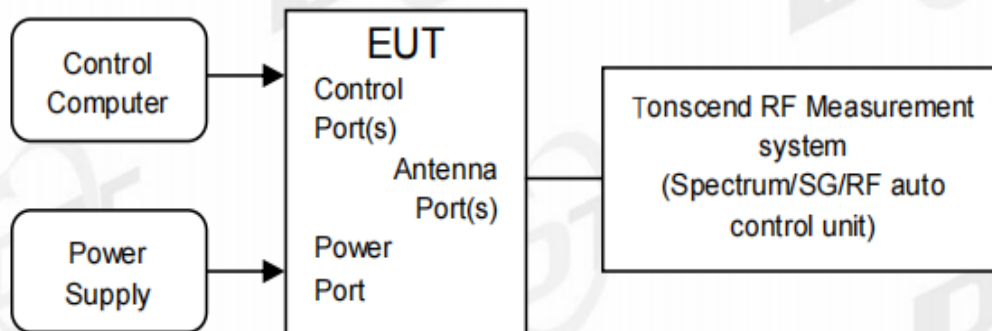 Control
Computer
EUT
Control
Port(s)
Antenna
Port(s)
Power
Port
Power
Supply
Tonscend RF Measurement
system
(Spectrum/SG/RF auto
control unit)